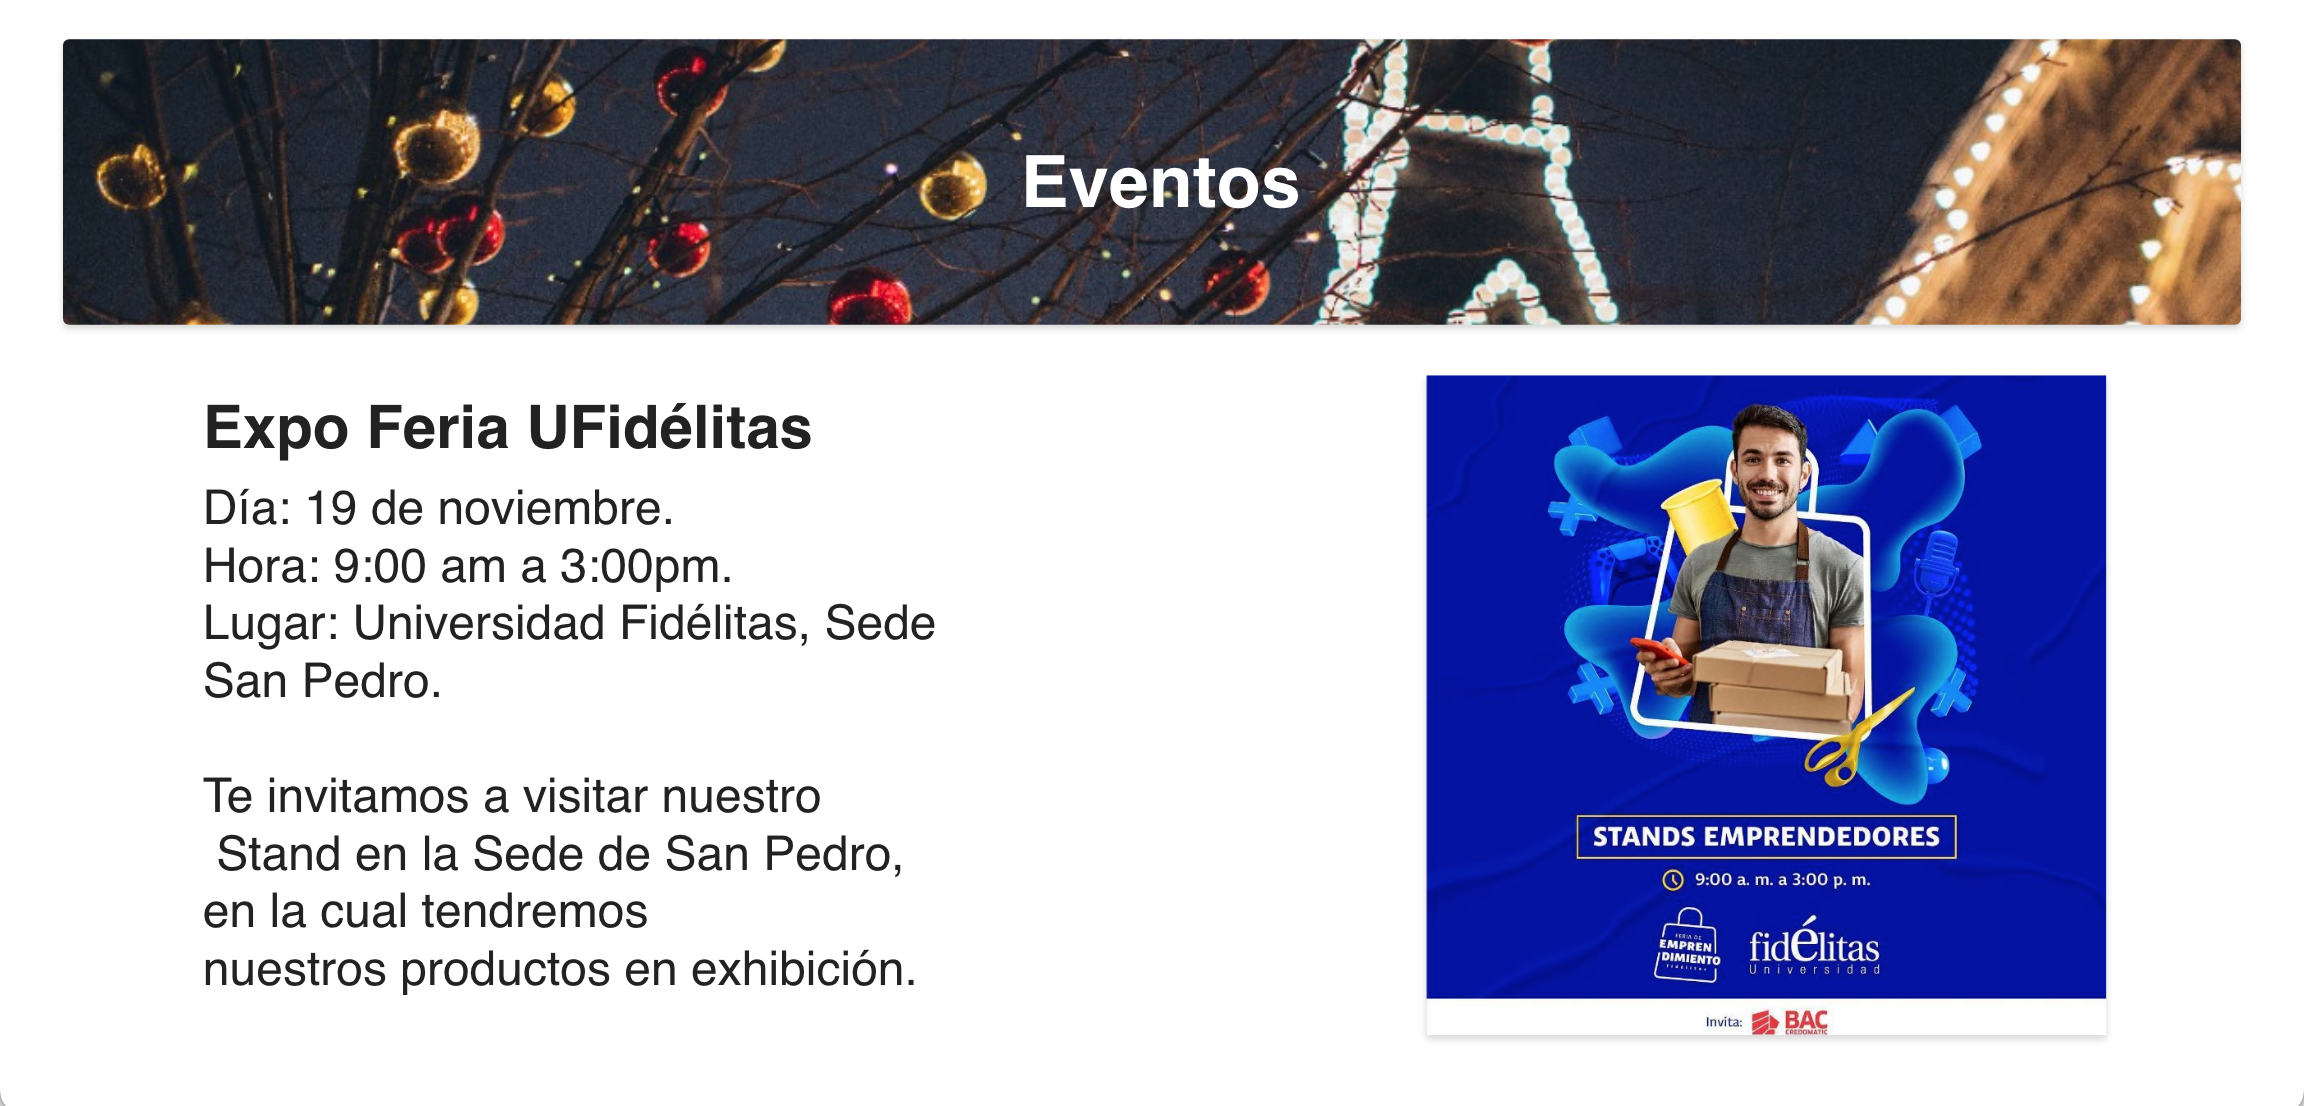 Eventos
Expo Feria UFidélitas
Día: 19 de noviembre.
Hora: 9:00 am a 3:00pm.
Lugar: Universidad Fidélitas, Sede
San Pedro.
Te invitamos a visitar nuestro
Stand en la Sede de San Pedro,
en la cual tendremos
nuestros productos en exhibición.
STANDS EMPRENDEDORES
9:00 a. m. a 3:00 p. m.
FERIA DE
EMPREN
DIMIENTO
fidélitas
fidélitas
Universidad
Invita: BAC
CREDOMATIC